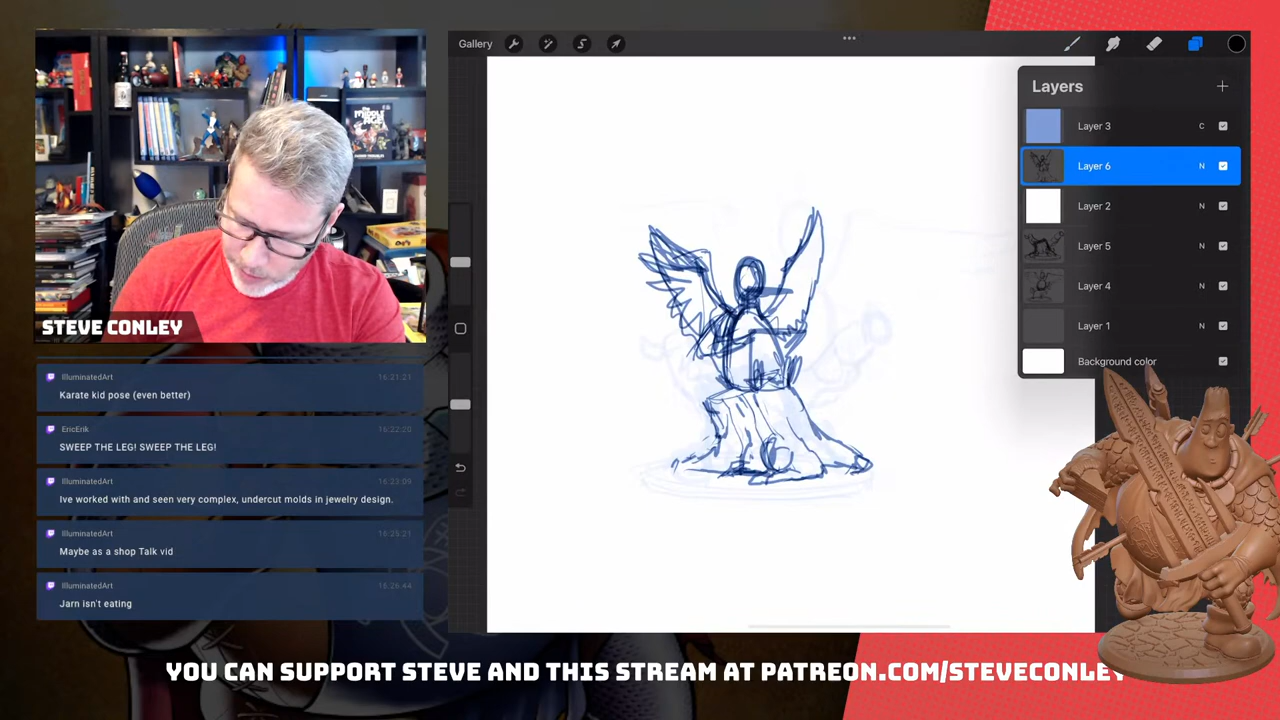 Gallery
Layers
Layer 3 C
Layer 6 N
Layer 2 N
Layer 5 N
Layer 4 N
Layer 1 N
Background color
THE MIDDLE AGE
STEVE CONLEY
IlluminatedArt 16:21:21
Karate kid pose (even better)
EricErik 16:22:20
SWEEP THE LEG! SWEEP THE LEG!
IlluminatedArt 16:23:09
Ive worked with and seen very complex, undercut molds in jewelry design.
IlluminatedArt 16:25:21
Maybe as a shop Talk vid
IlluminatedArt 16:26:44
Jarn isn't eating
YOU CAN SUPPORT STEVE AND THIS STREAM AT PATREON.COM/STEVECONLEY